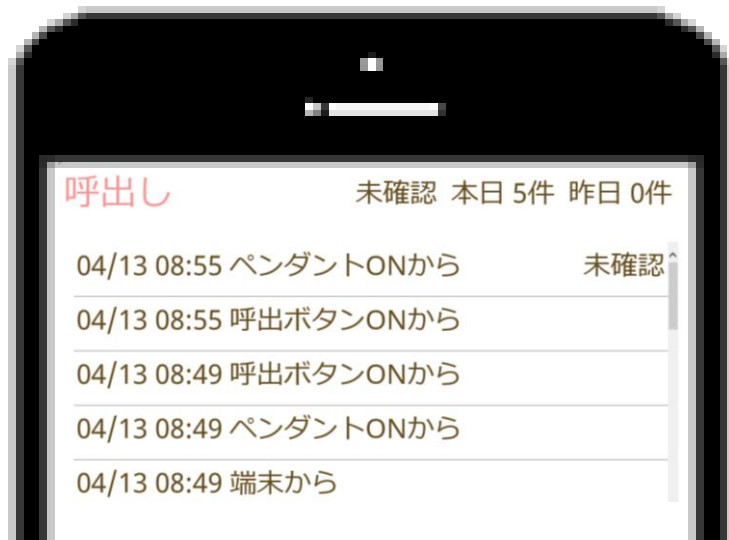 呼出し 未確認 本日 5件 昨日 0件
04/13 08:55 ペンダントONから 未確認
04/13 08:55 呼出ボタンONから
04/13 08:49 呼出ボタンONから
04/13 08:49 ペンダントONから
04/13 08:49 端末から